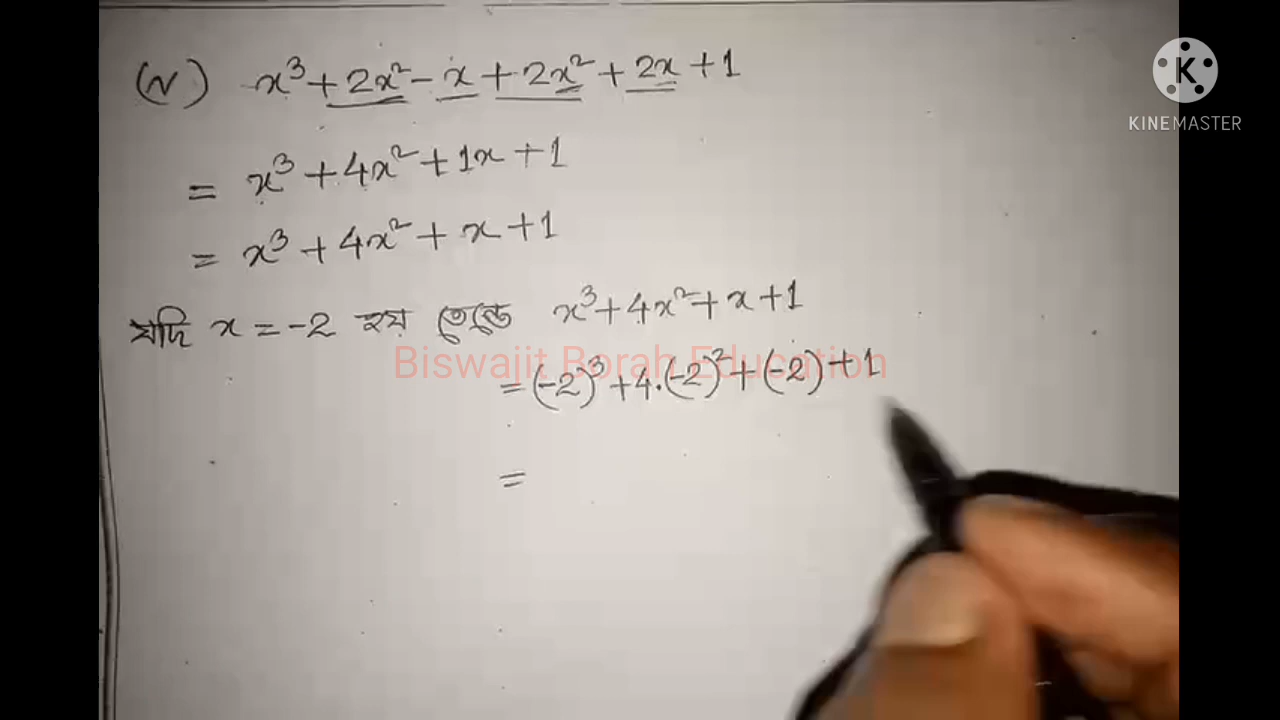 (v) x³ + 2x² - x + 2x² + 2x + 1
= x³ + 4x² + 1x + 1
= x³ + 4x² + x + 1
যদি x = -2 হয় তেন্তে x³ + 4x² + x + 1
= (-2)³ + 4.(-2)² + (-2) + 1
=
Biswajit Borah Education
K
KINEMASTER